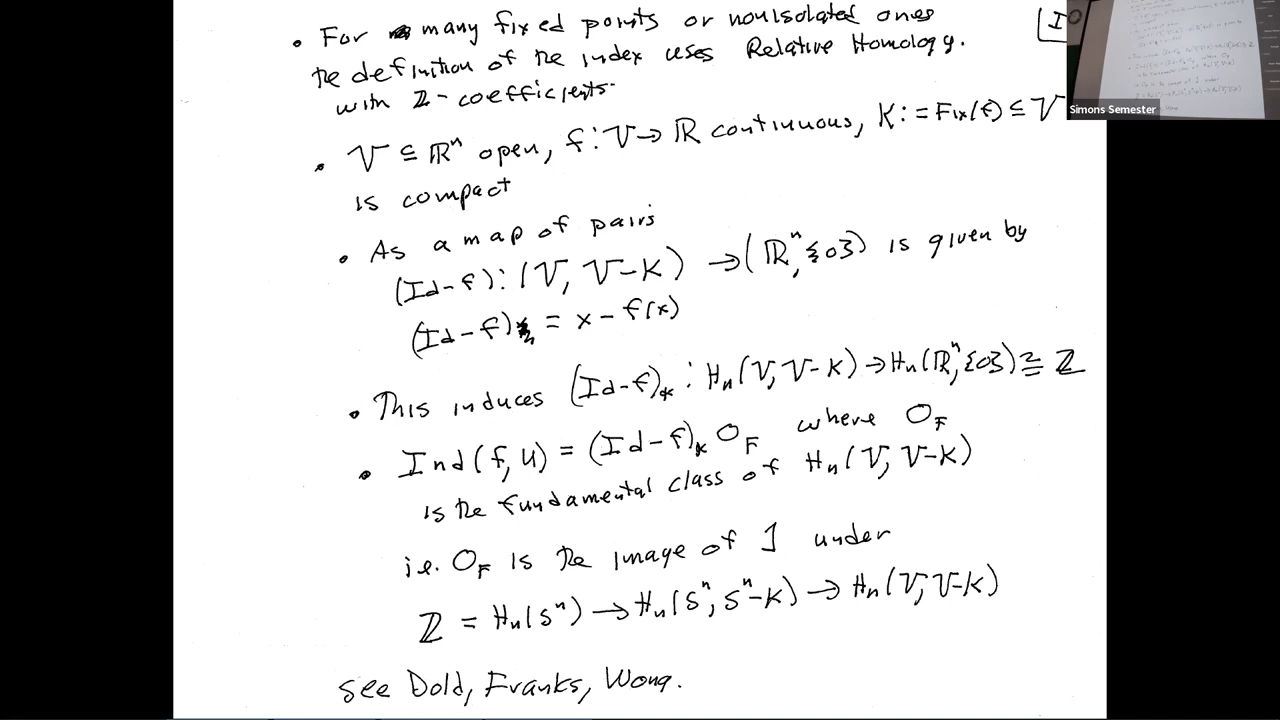 • For many fixed points or nonisolated ones
the definition of the index uses Relative Homology.
with ℤ-coefficients.
• V ⊆ ℝⁿ open, f: V → ℝ continuous, K := Fix(f) ⊆ V
is compact
• As a map of pairs
(Id-f): (V, V-K) → (ℝⁿ, {0}) is given by
(Id-f) = x - f(x)
• This induces (Id-f)_* : Hₙ(V, V-K) → Hₙ(ℝⁿ, {0}) ≅ ℤ
• Ind(f, U) = (Id-f)_* O_F where O_F
is the fundamental class of Hₙ(V, V-K)
i.e. O_F is the image of 1 under
ℤ = Hₙ(Sⁿ) → Hₙ(Sⁿ, Sⁿ-K) → Hₙ(V, V-K)
see Dold, Franks, Wong.
Simons Semester